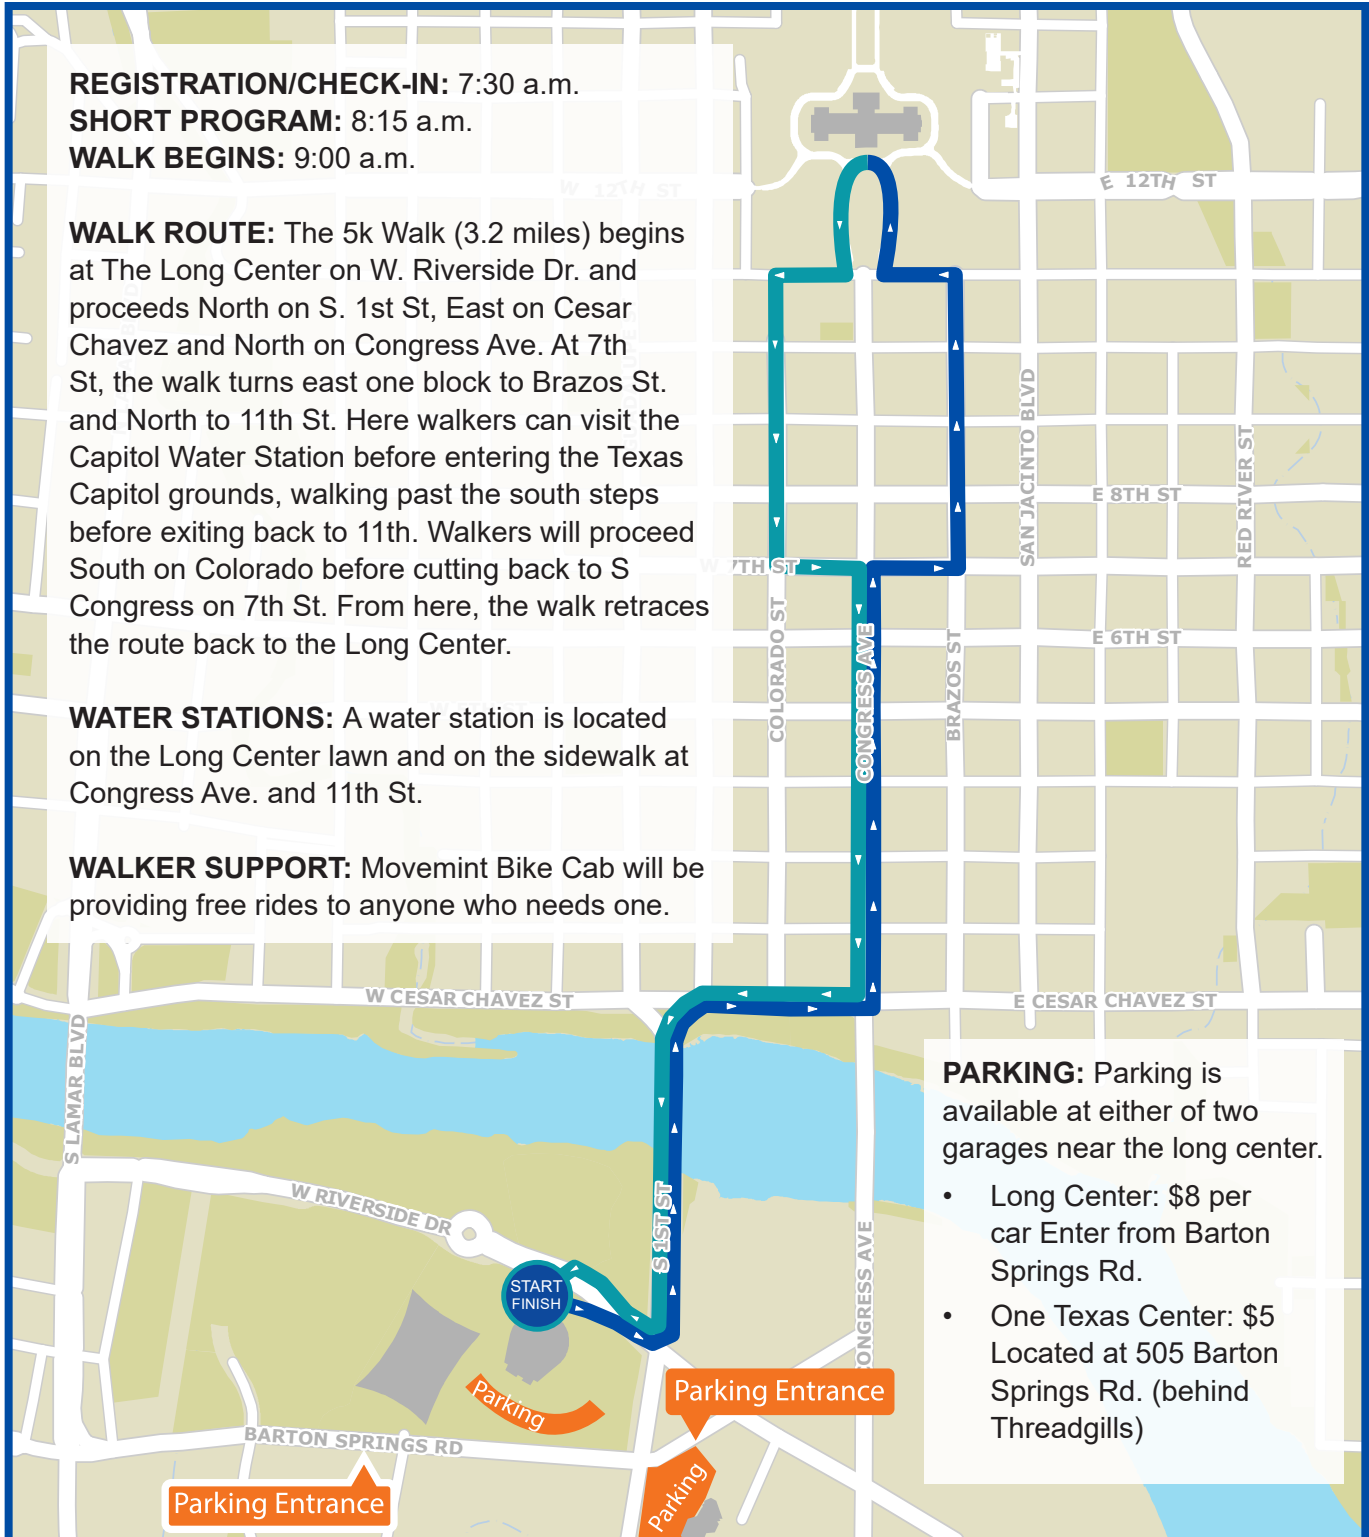 REGISTRATION/CHECK-IN: 7:30 a.m.
SHORT PROGRAM: 8:15 a.m.
WALK BEGINS: 9:00 a.m.
WALK ROUTE: The 5k Walk (3.2 miles) begins
at The Long Center on W. Riverside Dr. and
proceeds North on S. 1st St, East on Cesar
Chavez and North on Congress Ave. At 7th
St, the walk turns east one block to Brazos St.
and North to 11th St. Here walkers can visit the
Capitol Water Station before entering the Texas
Capitol grounds, walking past the south steps
before exiting back to 11th. Walkers will proceed
South on Colorado before cutting back to S
Congress on 7th St. From here, the walk retraces
the route back to the Long Center.
WATER STATIONS: A water station is located
on the Long Center lawn and on the sidewalk at
Congress Ave. and 11th St.
WALKER SUPPORT: Movemint Bike Cab will be
providing free rides to anyone who needs one.
W 12TH ST
E 12TH ST
SAN JACINTO BLVD
RED RIVER ST
E 8TH ST
W 7TH ST
COLORADO ST
CONGRESS AVE
BRAZOS ST
E 6TH ST
W CESAR CHAVEZ ST
E CESAR CHAVEZ ST
S LAMAR BLVD
W RIVERSIDE DR
S 1ST ST
CONGRESS AVE
START
FINISH
Parking
Parking Entrance
BARTON SPRINGS RD
Parking Entrance
Parking
PARKING: Parking is
available at either of two
garages near the long center.
• Long Center: $8 per
car Enter from Barton
Springs Rd.
• One Texas Center: $5
Located at 505 Barton
Springs Rd. (behind
Threadgills)